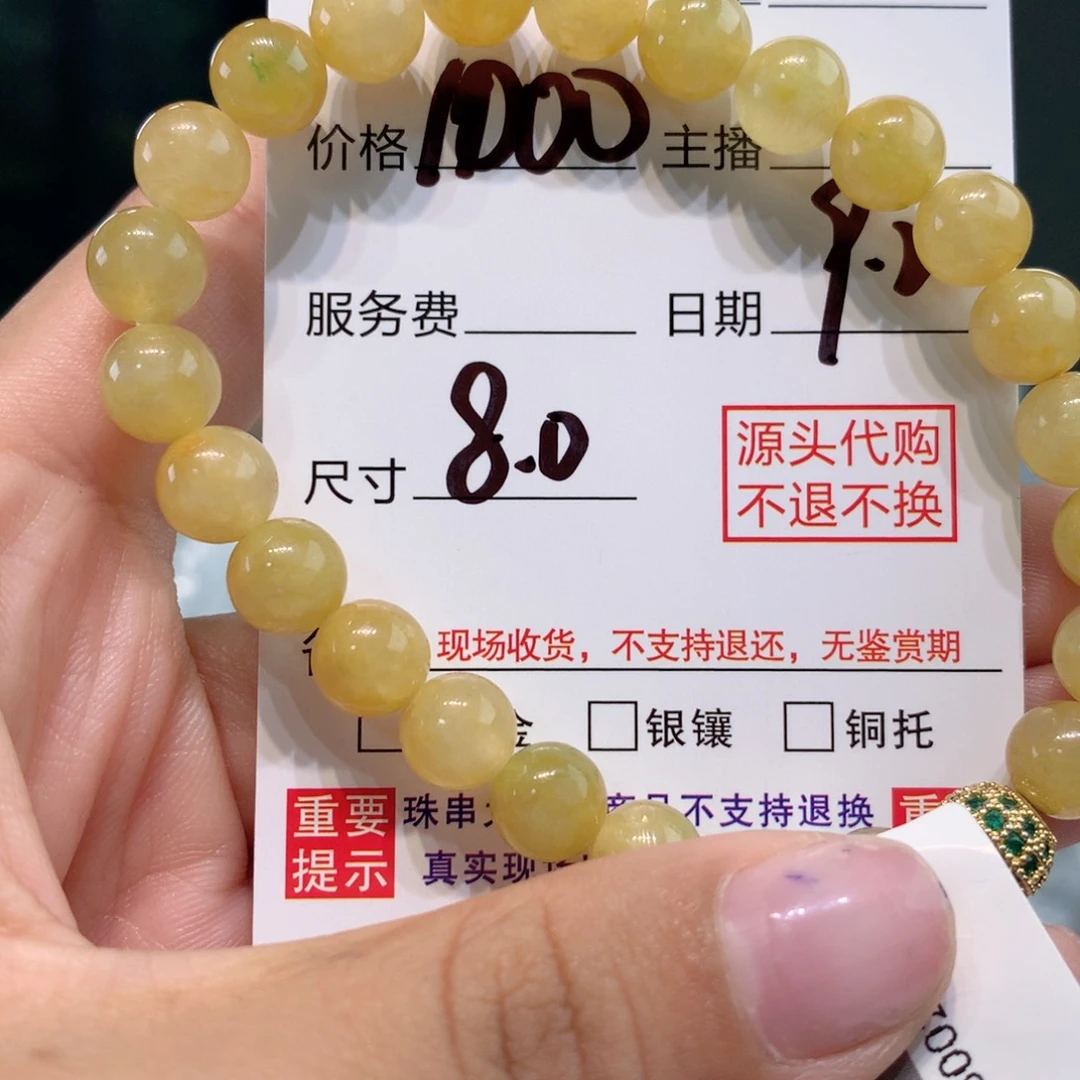 价格 1000 主播
服务费 日期 9.1
尺寸 8.0
源头代购
不退不换
现场收货，不支持退还，无鉴赏期
银镶 铜托
重要
提示
珠串 产品不支持退换
真实现